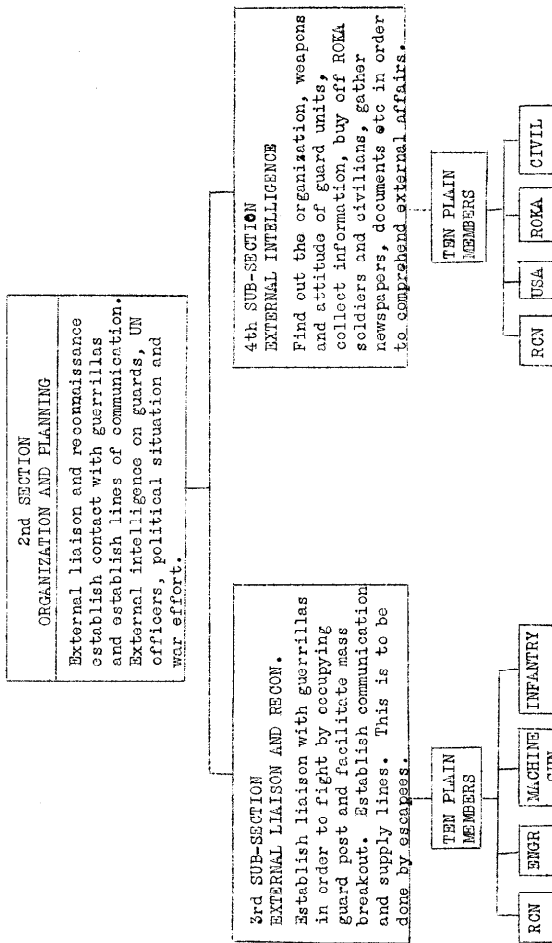 2nd SECTION
ORGANIZATION AND PLANNING
External liaison and reconnaissance
establish contact with guerrillas
and establish lines of communication.
External intelligence on guards, UN
officers, political situation and
war effort.
3rd SUB-SECTION
EXTERNAL LIAISON AND RECON.
Establish liaison with guerrillas
in order to fight by occupying
guard post and facilitate mass
breakout. Establish communication
and supply lines. This is to be
done by escapees.
TEN PLAIN
MEMBERS
RCN
ENGR
MACHINE
GUN
INFANTRY
4th SUB-SECTION
EXTERNAL INTELLIGENCE
Find out the organization, weapons
and attitude of guard units,
collect information, buy off ROKA
soldiers and civilians, gather
newspapers, documents etc in order
to comprehend external affairs.
TEN PLAIN
MEMBERS
RCN
USA
ROKA
CIVIL